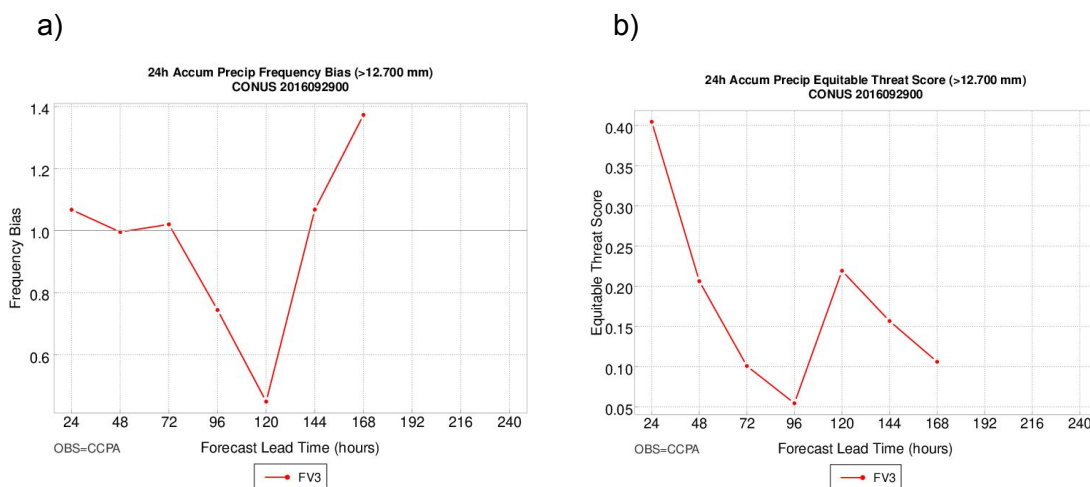 a)
24h Accum Precip Frequency Bias (>12.700 mm)
CONUS 2016092900
1.4
1.2
1.0
0.8
0.6
Frequency Bias
24 48 72 96 120 144 168 192 216 240
Forecast Lead Time (hours)
OBS=CCPA
FV3
b)
24h Accum Precip Equitable Threat Score (>12.700 mm)
CONUS 2016092900
0.40
0.35
0.30
0.25
0.20
0.15
0.10
0.05
Equitable Threat Score
24 48 72 96 120 144 168 192 216 240
Forecast Lead Time (hours)
OBS=CCPA
FV3